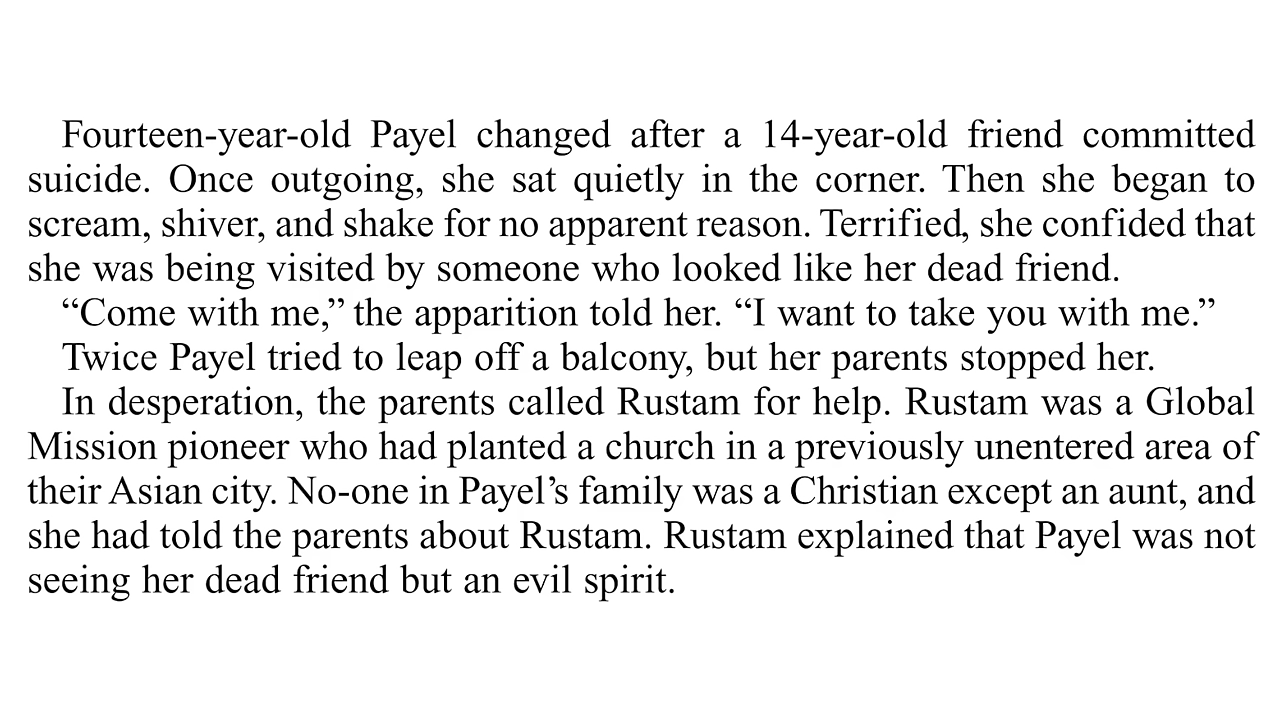 Fourteen-year-old Payel changed after a 14-year-old friend committed
suicide. Once outgoing, she sat quietly in the corner. Then she began to
scream, shiver, and shake for no apparent reason. Terrified, she confided that
she was being visited by someone who looked like her dead friend.
“Come with me,” the apparition told her. “I want to take you with me.”
Twice Payel tried to leap off a balcony, but her parents stopped her.
In desperation, the parents called Rustam for help. Rustam was a Global
Mission pioneer who had planted a church in a previously unentered area of
their Asian city. No-one in Payel’s family was a Christian except an aunt, and
she had told the parents about Rustam. Rustam explained that Payel was not
seeing her dead friend but an evil spirit.